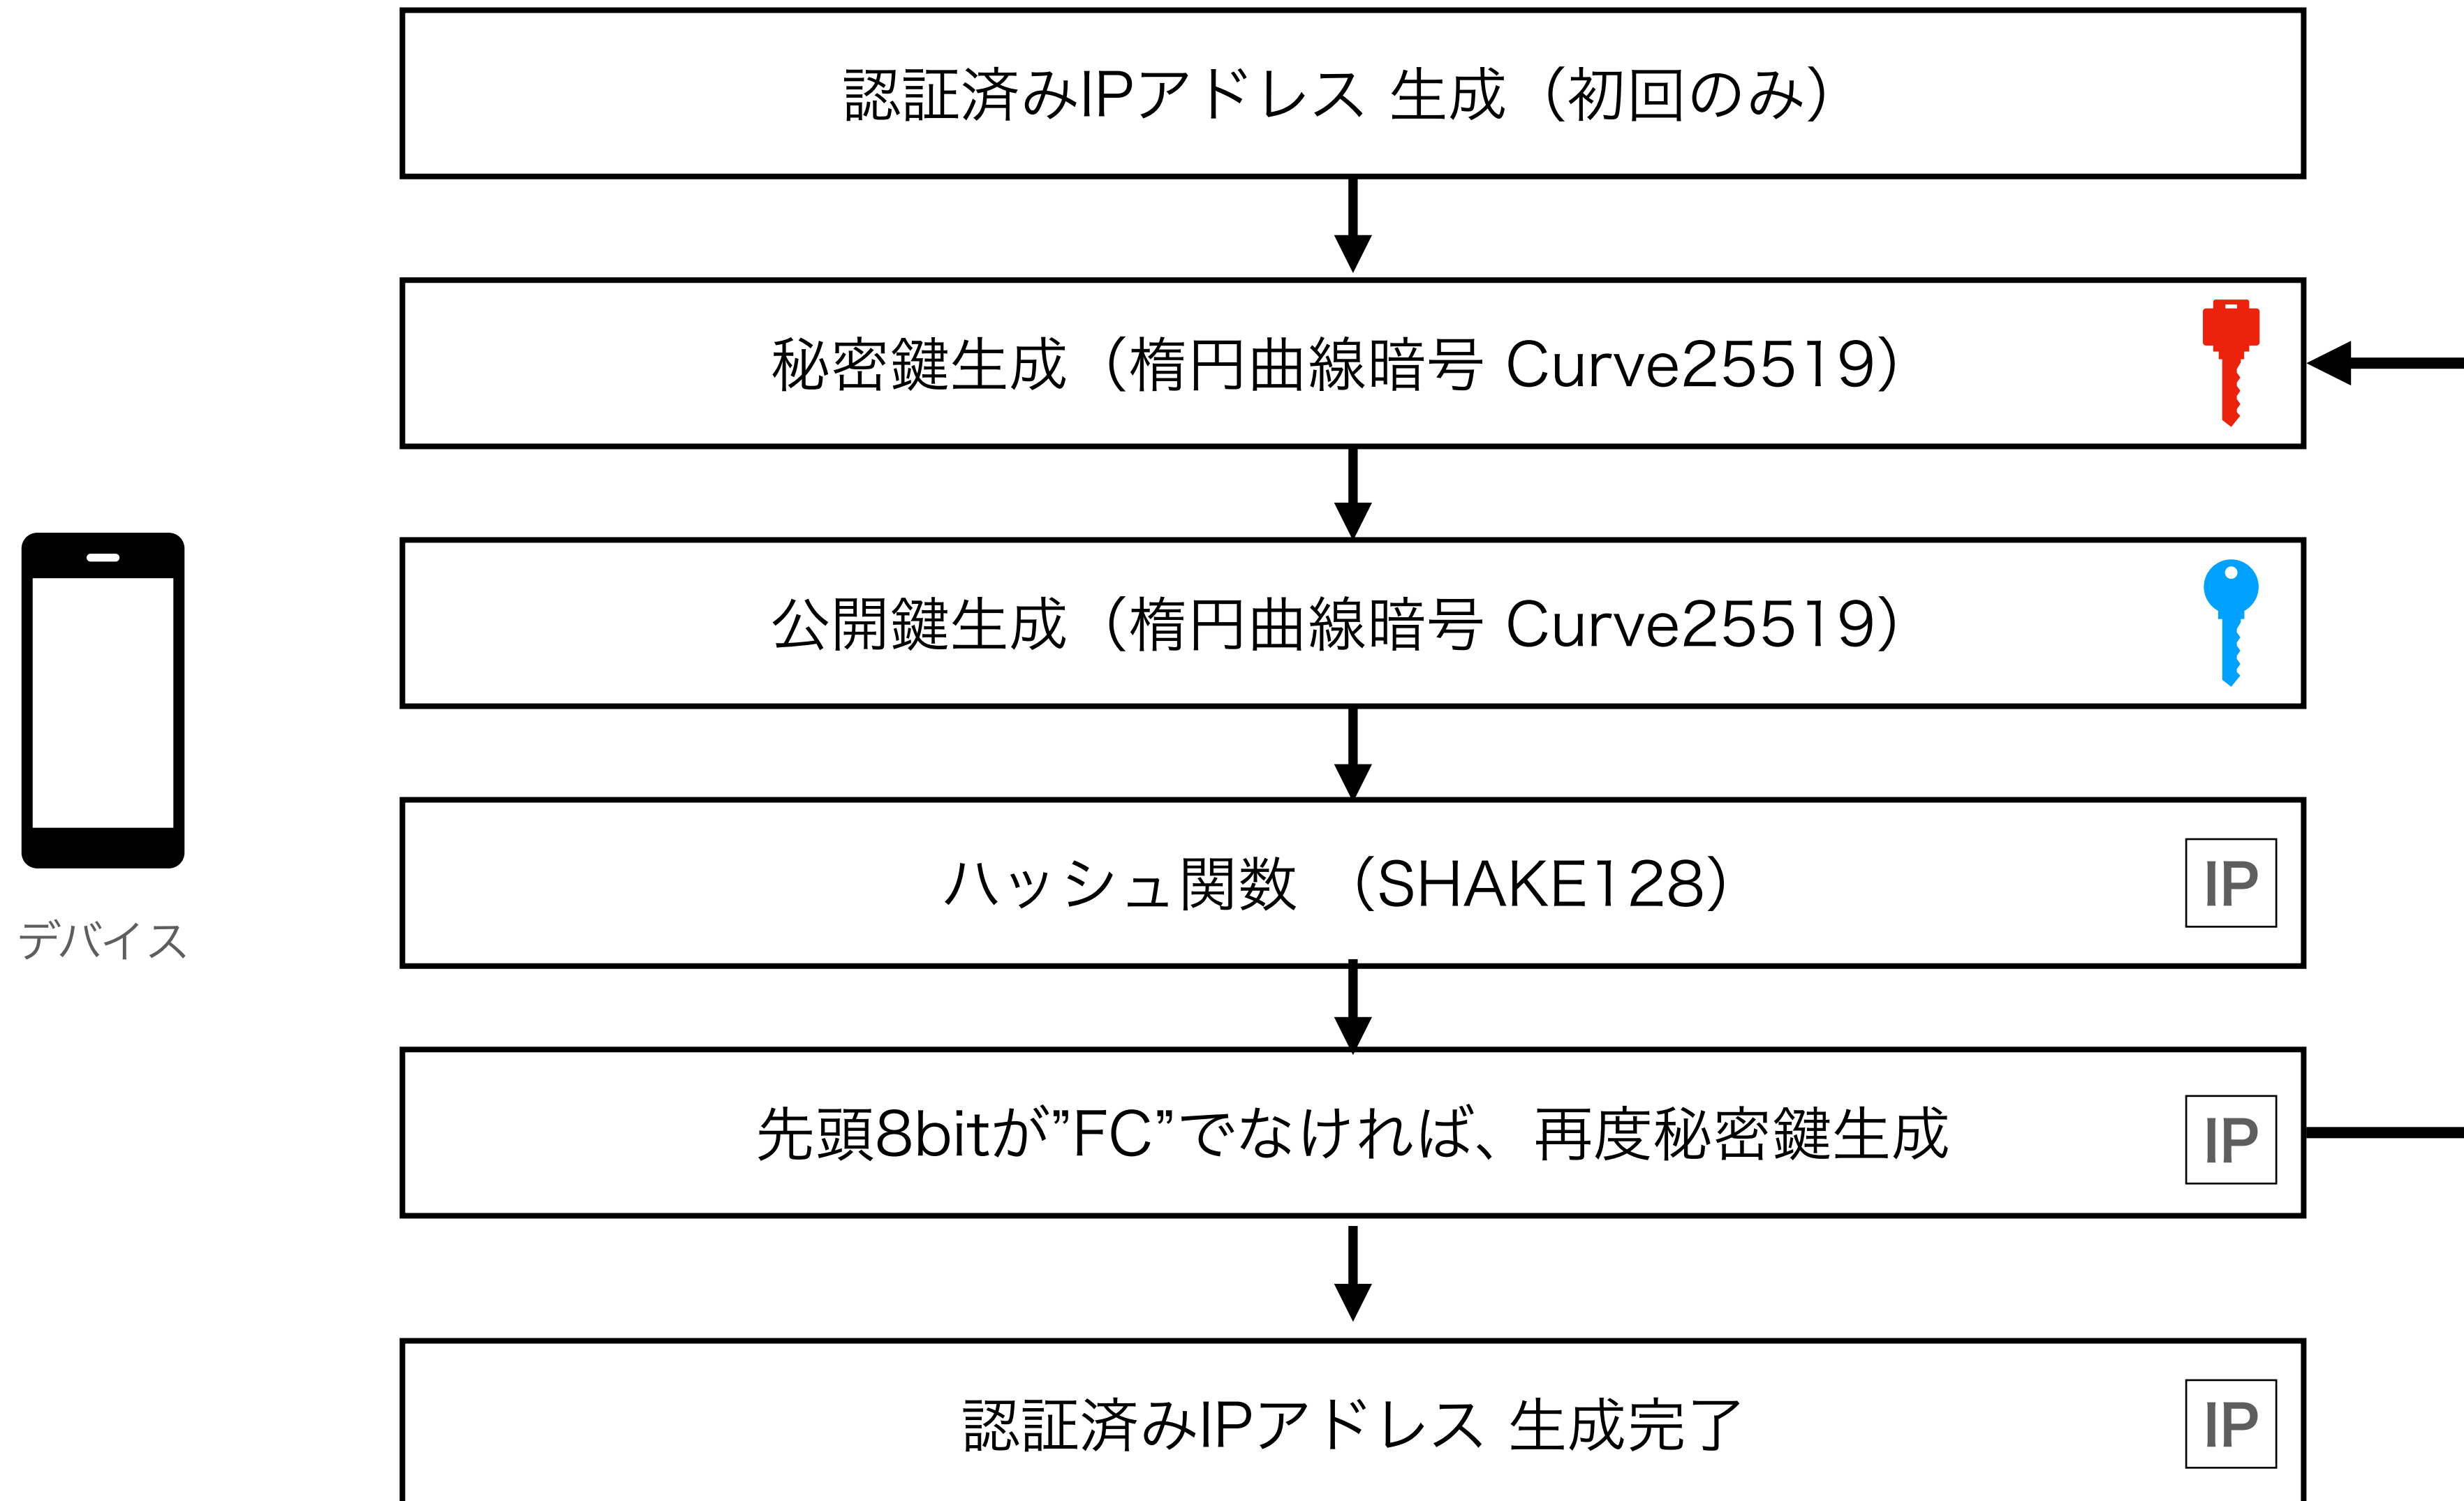 認証済みIPアドレス 生成（初回のみ）
秘密鍵生成（楕円曲線暗号 Curve25519）
公開鍵生成（楕円曲線暗号 Curve25519）
ハッシュ関数 （SHAKE128）
IP
デバイス
先頭8bitが”FC”でなければ、再度秘密鍵生成
IP
認証済みIPアドレス 生成完了
IP